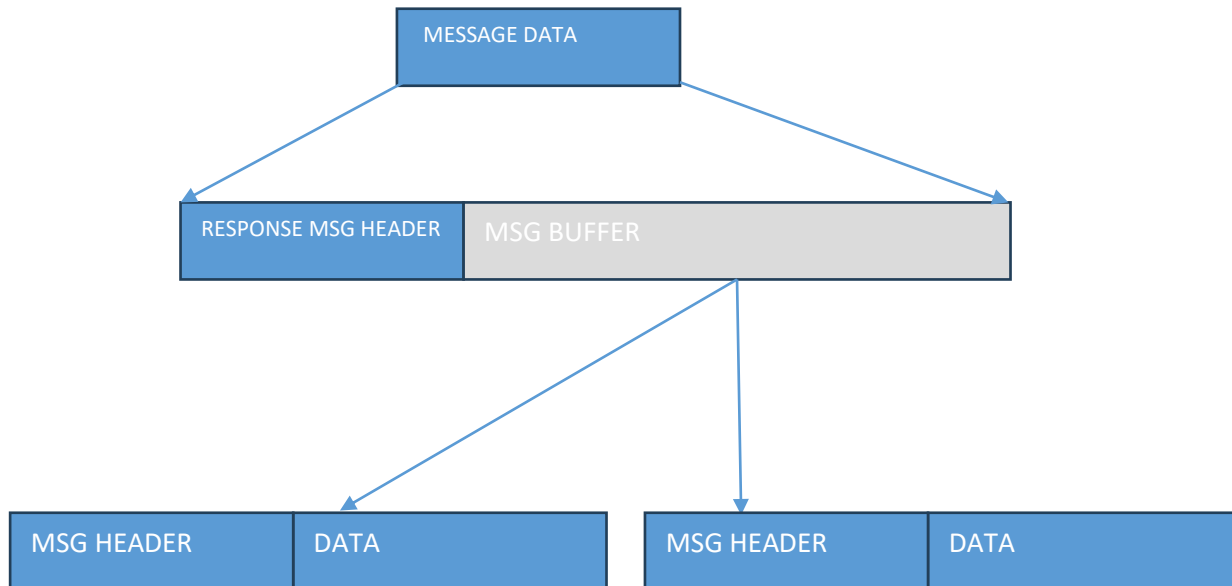 MESSAGE DATA
RESPONSE MSG HEADER
MSG BUFFER
MSG HEADER
DATA
MSG HEADER
DATA